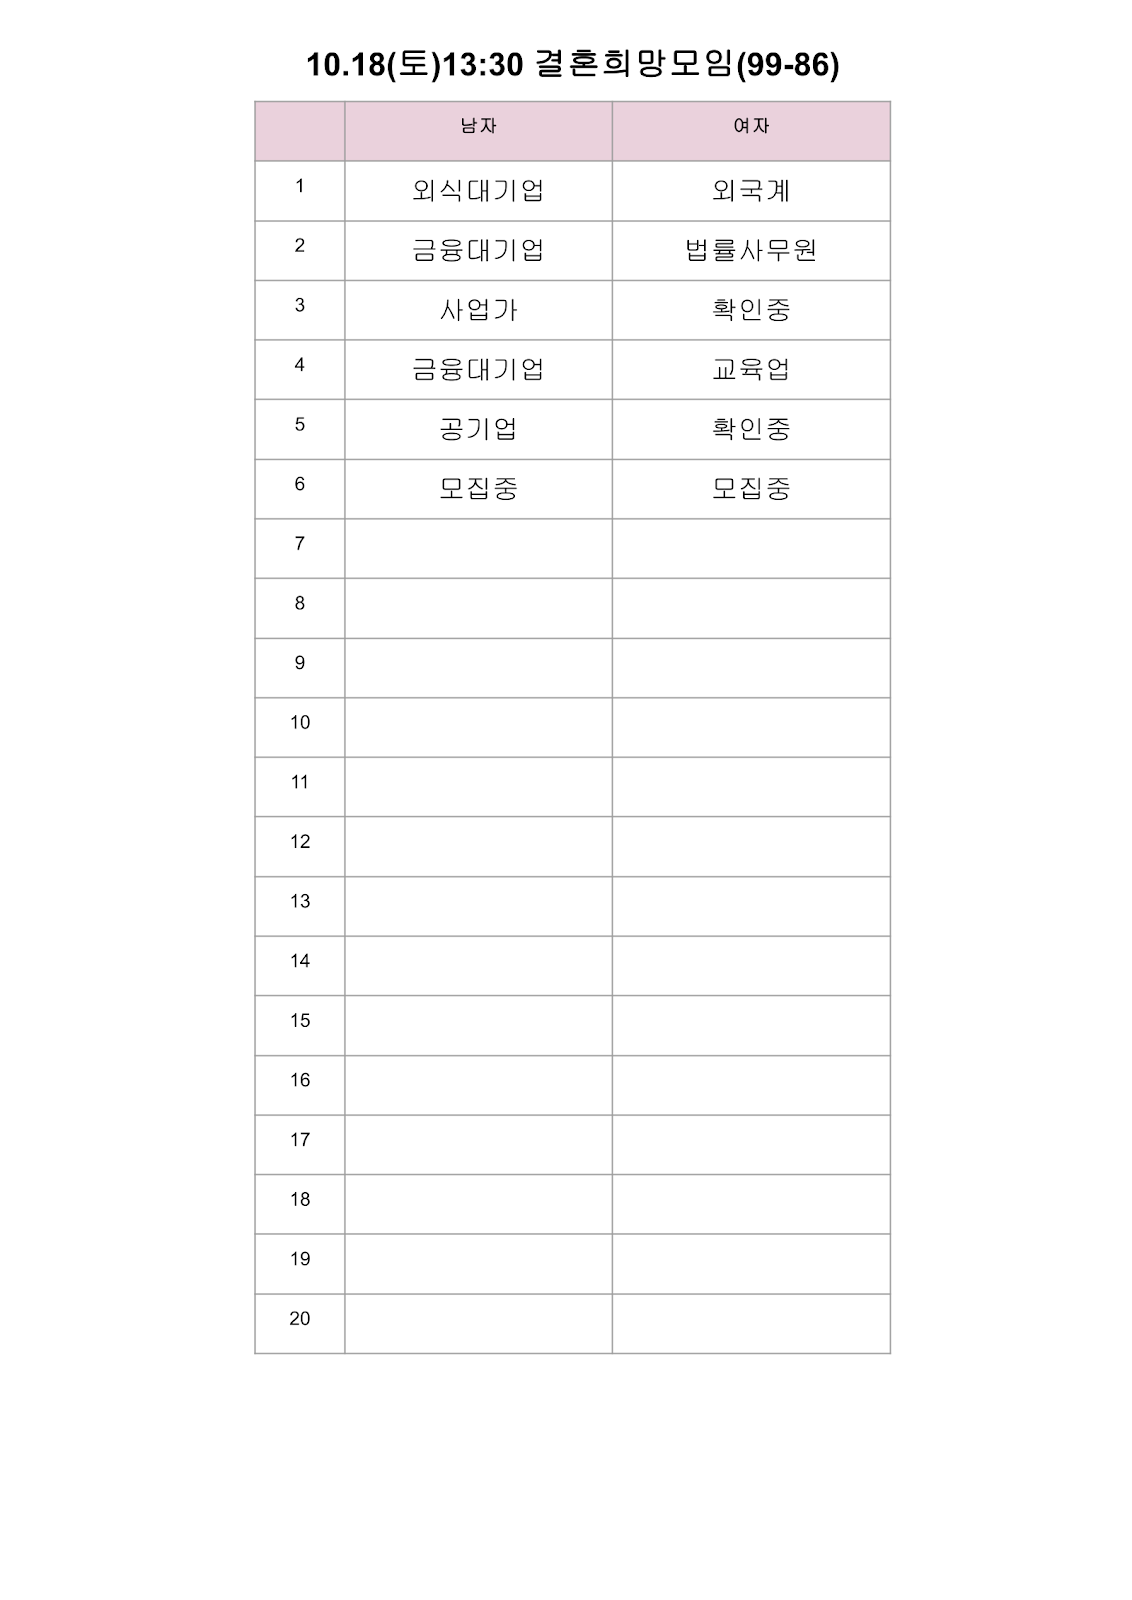 10.18(토)13:30 결혼희망모임(99-86)
남자 여자
1 외식대기업 외국계
2 금융대기업 법률사무원
3 사업가 확인중
4 금융대기업 교육업
5 공기업 확인중
6 모집중 모집중
7
8
9
10
11
12
13
14
15
16
17
18
19
20